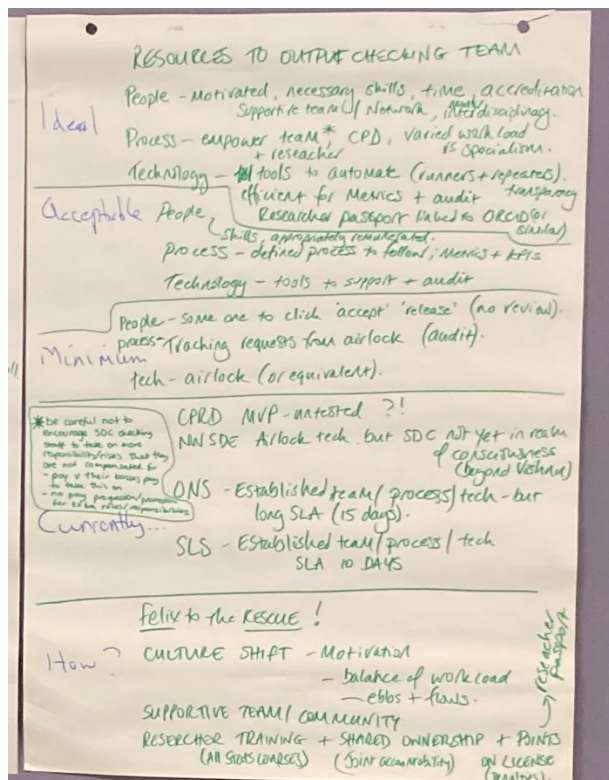 RESOURCES TO OUTPUT CHECKING TEAM
Ideal
People - Motivated, necessary skills, time, accreditation
Supportive team / Network, interdisciplinary.
Process - empower team*, CPD, varied workload
+ reseacher vs specialism.
Technology - tools to automate (runners + repeaters).
efficient for Metrics + audit transparency
Researcher passport linked to ORCID (or similar)
Acceptable
People
skills, appropriately remunerated.
Process - defined process to follow, Metrics + KPIs
Technology - tools to support + audit
Minimum
People - some one to click 'accept' 'release' (no review).
process - Tracking requests from airlock (audit).
tech - airlock (or equivalent).
*be careful not to
encourage SDC checking
staff to take on more
responsibility/risks that they
are not compensated for
- pay v their bosses pay
to take this on
- no pay progression/promotion
for extra risks/responsibilities
Currently...
CPRD MVP - untested ?!
NW SDE Airlock tech. but SDC not yet in realm
of consciousness
(beyond Vishnu)
ONS - Established team/process/tech - but
long SLA (15 days).
SLS - Established team/process/tech
SLA 10 DAYS
How?
Felix to the RESCUE!
CULTURE SHIFT - Motivation
- balance of workload
- ebbs + flows.
SUPPORTIVE TEAM / COMMUNITY
RESEARCHER TRAINING + SHARED OWNERSHIP + POINTS
(All Stats courses) (Joint accountability) ON LICENSE
reseacher
passport